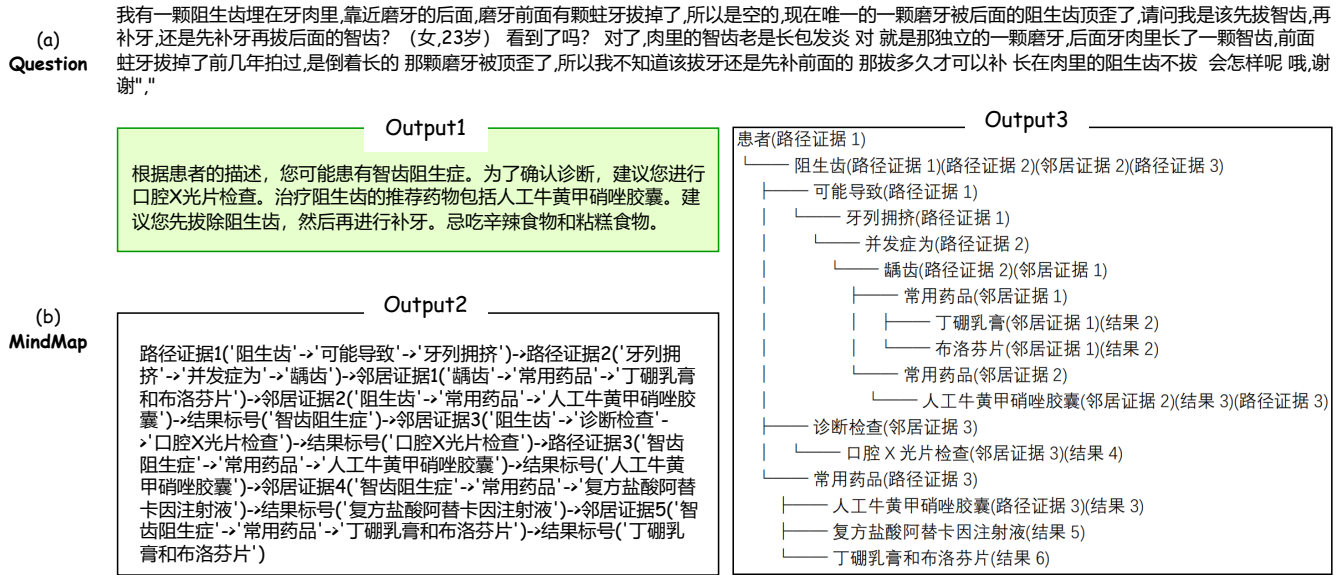 (a)
Question
我有一颗阻生齿埋在牙肉里,靠近磨牙的后面,磨牙前面有颗蛀牙拔掉了,所以是空的,现在唯一的一颗磨牙被后面的阻生齿顶歪了,请问我是该先拔智齿,再
补牙,还是先补牙再拔后面的智齿？（女,23岁） 看到了吗？ 对了,肉里的智齿老是长包发炎 对 就是那独立的一颗磨牙,后面牙肉里长了一颗智齿,前面
蛀牙拔掉了前几年拍过,是倒着长的 那颗磨牙被顶歪了,所以我不知道该拔牙还是先补前面的 那拔多久才可以补 长在肉里的阻生齿不拔 会怎样呢 哦,谢
谢","
(b)
MindMap
Output1
根据患者的描述，您可能患有智齿阻生症。为了确认诊断，建议您进行
口腔X光片检查。治疗阻生齿的推荐药物包括人工牛黄甲硝唑胶囊。建
议您先拔除阻生齿，然后再进行补牙。忌吃辛辣食物和粘糕食物。
Output2
路径证据1('阻生齿'->'可能导致'->'牙列拥挤')->路径证据2('牙列拥
挤'->'并发症为'->'龋齿')->邻居证据1('龋齿'->'常用药品'->'丁硼乳膏
和布洛芬片')->邻居证据2('阻生齿'->'常用药品'->'人工牛黄甲硝唑胶
囊')->结果标号('智齿阻生症')->邻居证据3('阻生齿'->'诊断检查'-
>'口腔X光片检查')->结果标号('口腔X光片检查')->路径证据3('智齿
阻生症'->'常用药品'->'人工牛黄甲硝唑胶囊')->结果标号('人工牛黄
甲硝唑胶囊')->邻居证据4('智齿阻生症'->'常用药品'->'复方盐酸阿替
卡因注射液')->结果标号('复方盐酸阿替卡因注射液')->邻居证据5('智
齿阻生症'->'常用药品'->'丁硼乳膏和布洛芬片')->结果标号('丁硼乳
膏和布洛芬片')
Output3
患者(路径证据 1)
阻生齿(路径证据 1)(路径证据 2)(邻居证据 2)(路径证据 3)
可能导致(路径证据 1)
牙列拥挤(路径证据 1)
并发症为(路径证据 2)
龋齿(路径证据 2)(邻居证据 1)
常用药品(邻居证据 1)
丁硼乳膏(邻居证据 1)(结果 2)
布洛芬片(邻居证据 1)(结果 2)
常用药品(邻居证据 2)
人工牛黄甲硝唑胶囊(邻居证据 2)(结果 3)(路径证据 3)
诊断检查(邻居证据 3)
口腔 X 光片检查(邻居证据 3)(结果 4)
常用药品(路径证据 3)
人工牛黄甲硝唑胶囊(路径证据 3)(结果 3)
复方盐酸阿替卡因注射液(结果 5)
丁硼乳膏和布洛芬片(结果 6)